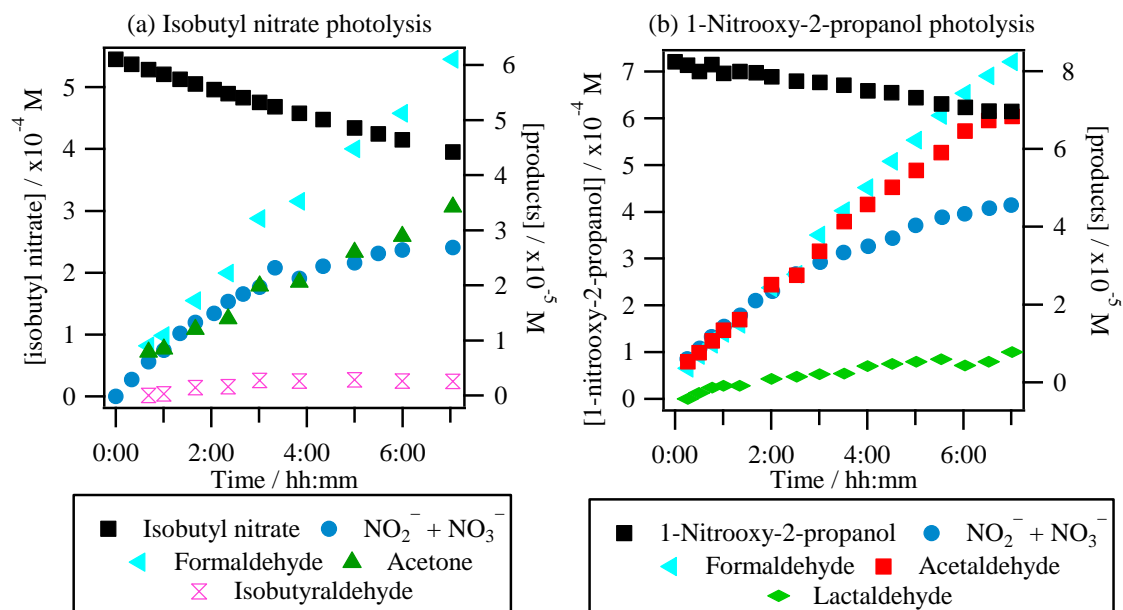 (a) Isobutyl nitrate photolysis
[isobutyl nitrate] / x10⁻⁴ M
5
4
3
2
1
0
6
5
4
3
2
1
0
[products] / x10⁻⁵ M
0:00
2:00
4:00
6:00
Time / hh:mm
Isobutyl nitrate
NO₂⁻ + NO₃⁻
Formaldehyde
Acetone
Isobutyraldehyde
(b) 1-Nitrooxy-2-propanol photolysis
[1-nitrooxy-2-propanol] / x10⁻⁴ M
7
6
5
4
3
2
1
0
8
6
4
2
0
[products] / x10⁻⁵ M
0:00
2:00
4:00
6:00
Time / hh:mm
1-Nitrooxy-2-propanol
NO₂⁻ + NO₃⁻
Formaldehyde
Acetaldehyde
Lactaldehyde